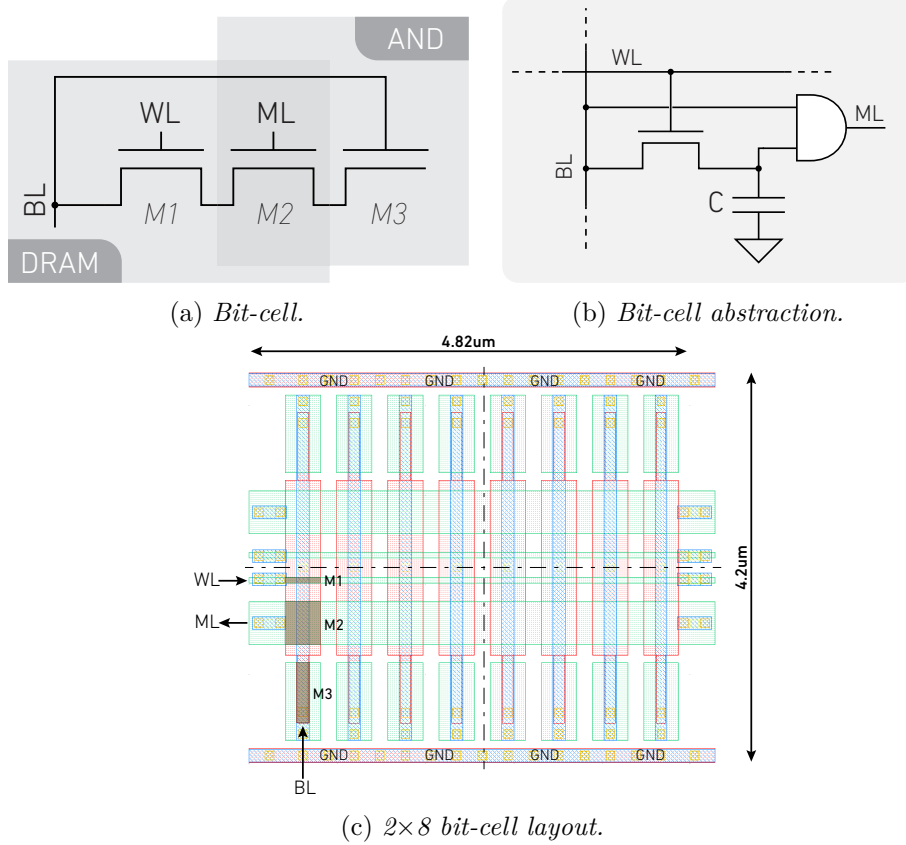 AND
WL
ML
BL
M1
M2
M3
DRAM
(a) Bit-cell.
WL
ML
BL
C
(b) Bit-cell abstraction.
4.82um
GND
GND
GND
GND
4.2um
WL
M1
ML
M2
M3
GND
GND
GND
GND
BL
(c) 2×8 bit-cell layout.